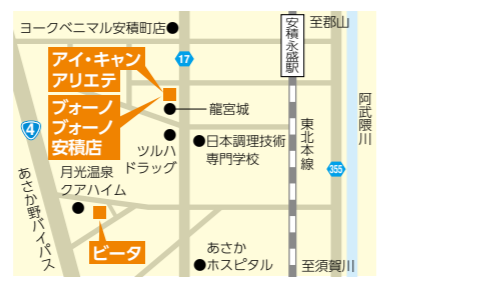 ヨークベニマル安積町店
安積永盛駅
至郡山
アイ・キャン
アリエテ
17
ブォーノ
ブォーノ
安積店
龍宮城
阿武隈川
4
ツルハ
ドラッグ
日本調理技術
専門学校
東北本線
355
月光温泉
クアハイム
あさか野バイパス
ビータ
あさか
ホスピタル
至須賀川